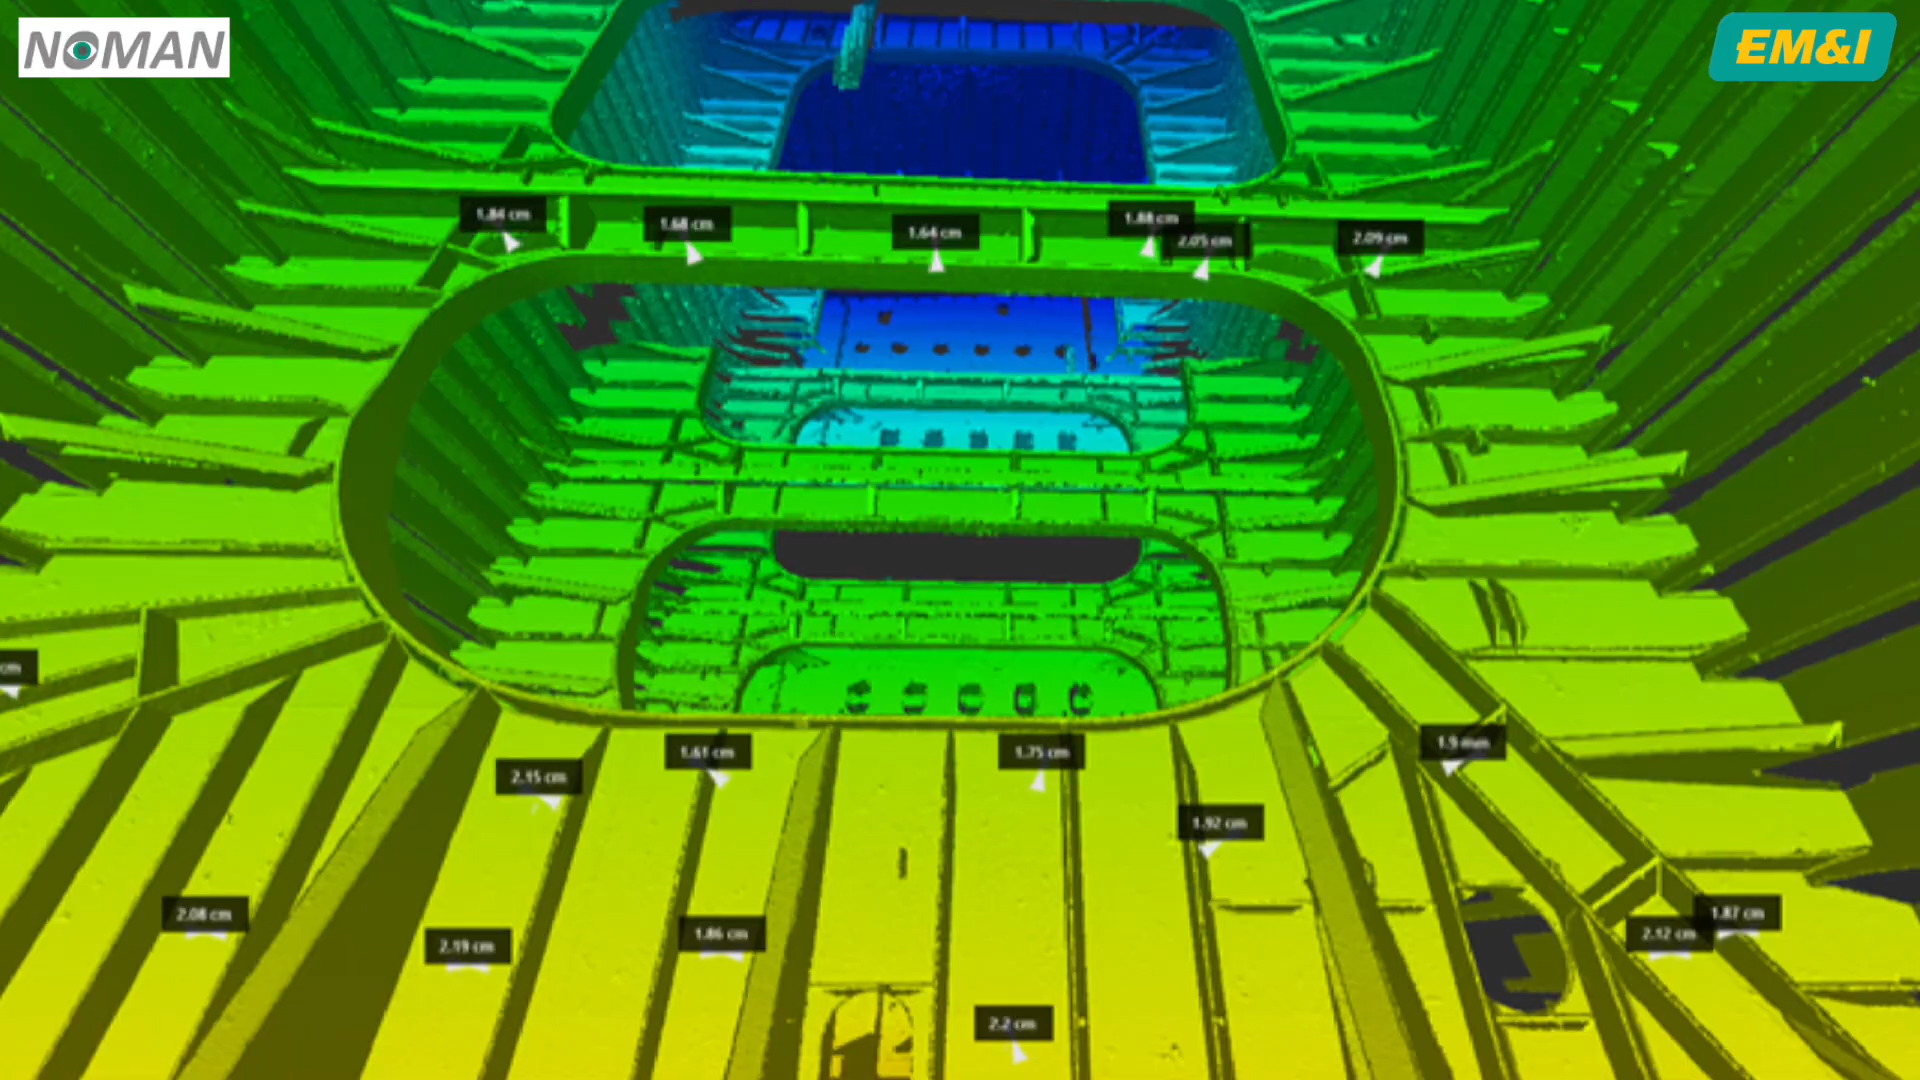 NOMAN
EM&I
1.84 cm
1.68 cm
1.64 cm
1.88 cm
2.05 cm
2.09 cm
cm
1.61 cm
1.75 cm
1.9 mm
2.15 cm
1.92 cm
2.08 cm
2.19 cm
1.86 cm
1.87 cm
2.12 cm
2.2 cm